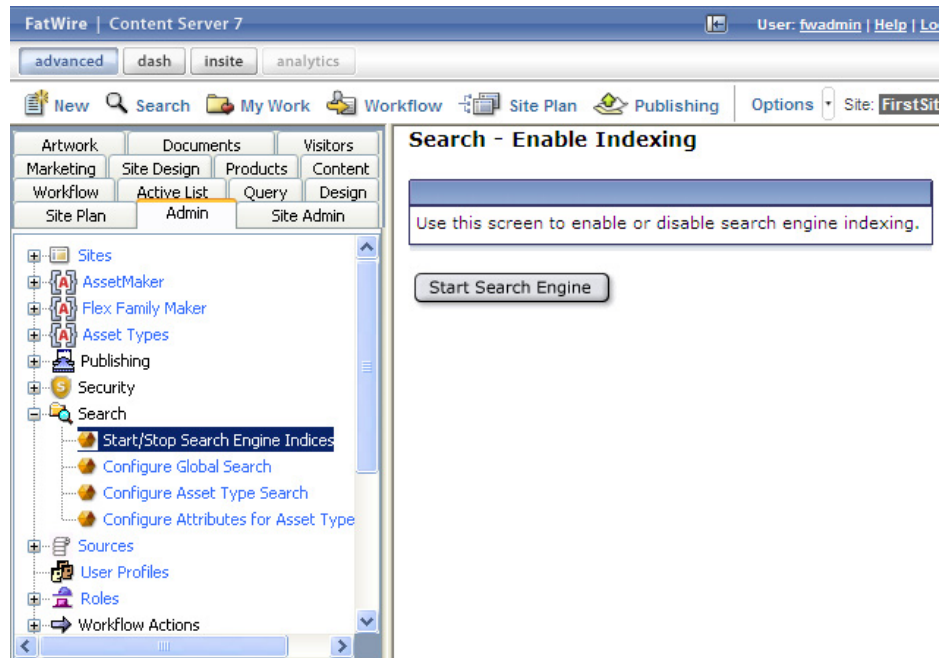 FatWire | Content Server 7
User: fwadmin | Help | Lo
advanced dash insite analytics
New Search My Work Workflow Site Plan Publishing Options Site: FirstSit
Artwork Documents Visitors
Marketing Site Design Products Content
Workflow Active List Query Design
Site Plan Admin Site Admin
Sites
AssetMaker
Flex Family Maker
Asset Types
Publishing
Security
Search
Start/Stop Search Engine Indices
Configure Global Search
Configure Asset Type Search
Configure Attributes for Asset Type
Sources
User Profiles
Roles
Workflow Actions
Search - Enable Indexing
Use this screen to enable or disable search engine indexing.
Start Search Engine